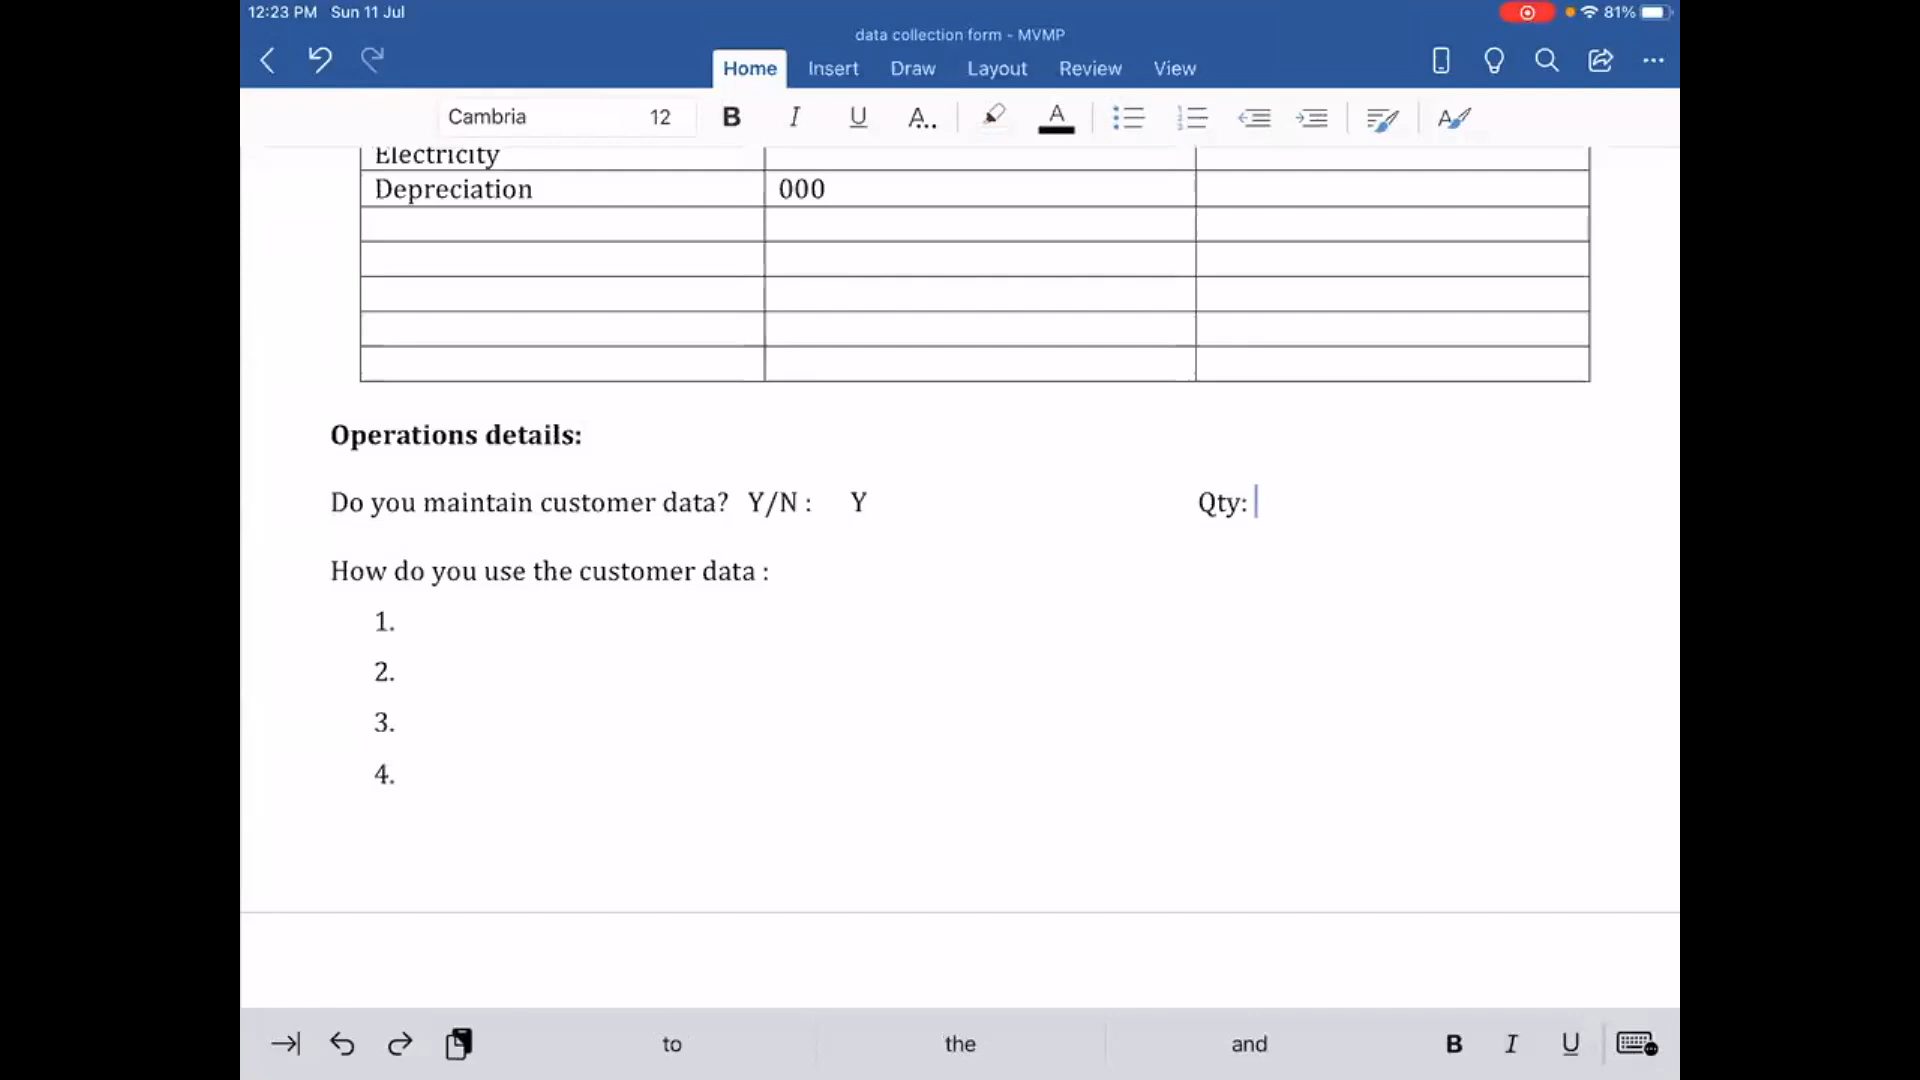 12:23 PM Sun 11 Jul
81%
data collection form - MVMP
Home Insert Draw Layout Review View
Cambria 12 B I U A.. A
Electricity
Depreciation 000
Operations details:
Do you maintain customer data? Y/N : Y Qty:
How do you use the customer data :
1.
2.
3.
4.
to the and B I U